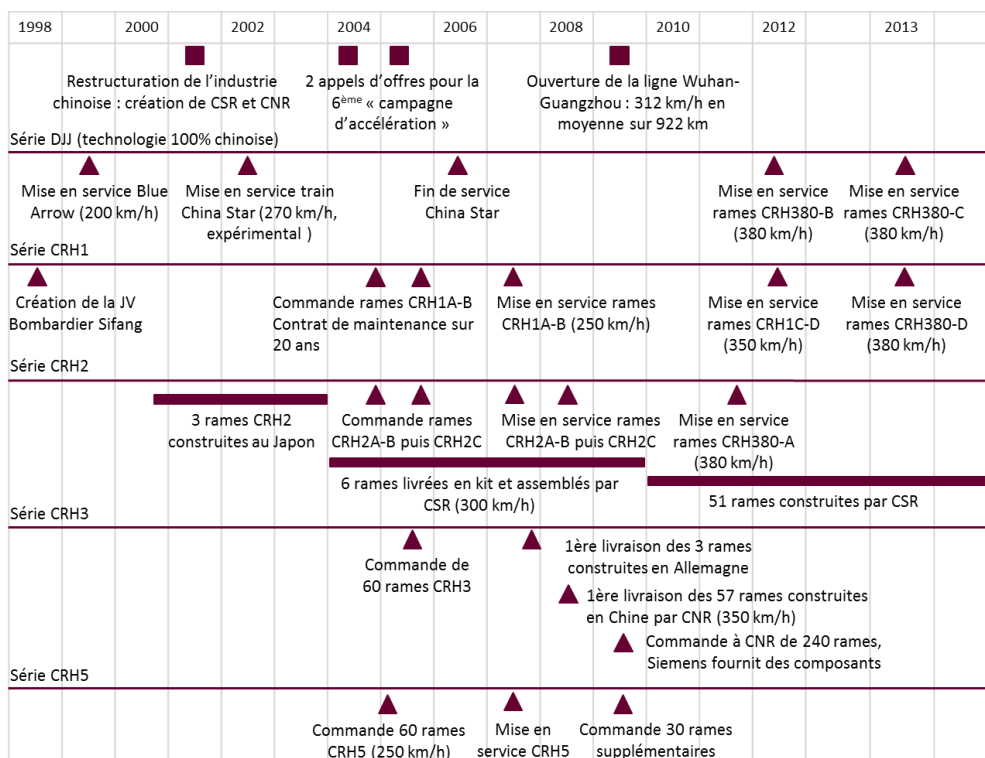 1998 2000 2002 2004 2006 2008 2010 2012 2013
Restructuration de l’industrie
chinoise : création de CSR et CNR
2 appels d’offres pour la
6ème « campagne
d’accélération »
Ouverture de la ligne Wuhan-
Guangzhou : 312 km/h en
moyenne sur 922 km
Série DJJ (technologie 100% chinoise)
Mise en service Blue
Arrow (200 km/h)
Mise en service train
China Star (270 km/h,
expérimental )
Fin de service
China Star
Mise en service
rames CRH380-B
(380 km/h)
Mise en service
rames CRH380-C
(380 km/h)
Série CRH1
Création de la JV
Bombardier Sifang
Commande rames CRH1A-B
Contrat de maintenance sur
20 ans
Mise en service rames
CRH1A-B (250 km/h)
Mise en service
rames CRH1C-D
(350 km/h)
Mise en service
rames CRH380-D
(380 km/h)
Série CRH2
3 rames CRH2
construites au Japon
Commande rames
CRH2A-B puis CRH2C
Mise en service rames
CRH2A-B puis CRH2C
Mise en service
rames CRH380-A
(380 km/h)
6 rames livrées en kit et assemblés par
CSR (300 km/h)
51 rames construites par CSR
Série CRH3
Commande de
60 rames CRH3
1ère livraison des 3 rames
construites en Allemagne
1ère livraison des 57 rames construites
en Chine par CNR (350 km/h)
Commande à CNR de 240 rames,
Siemens fournit des composants
Série CRH5
Commande 60 rames
CRH5 (250 km/h)
Mise en
service CRH5
Commande 30 rames
supplémentaires